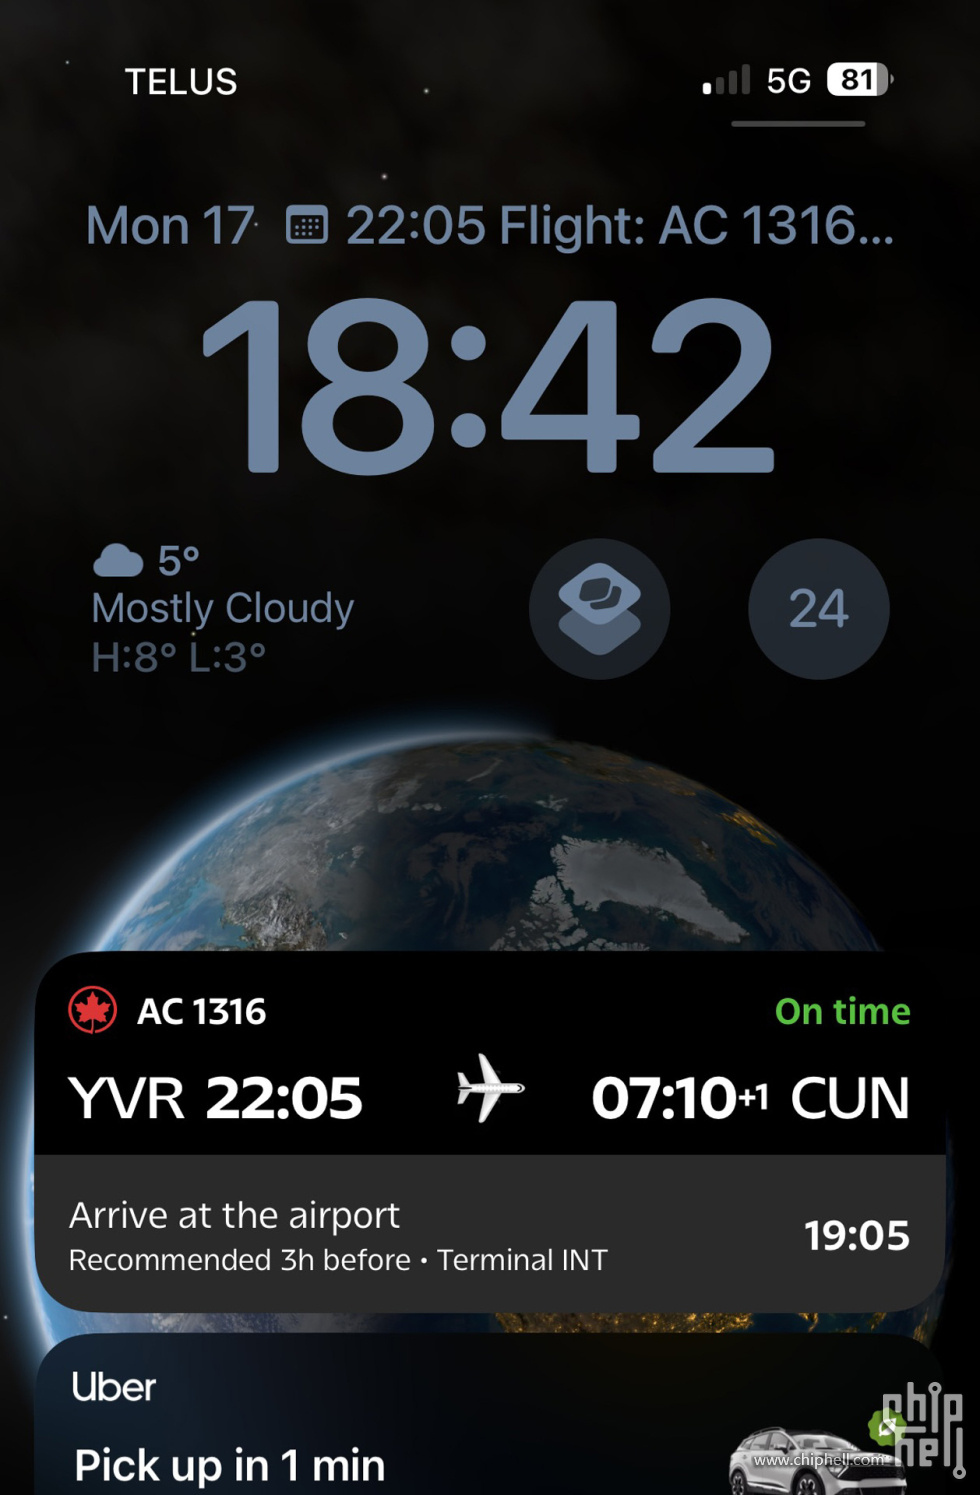 TELUS 5G 81
Mon 17 22:05 Flight: AC 1316...
18:42
5°
Mostly Cloudy
H:8° L:3°
24
AC 1316 On time
YVR 22:05 07:10+1 CUN
Arrive at the airport
Recommended 3h before • Terminal INT
19:05
Uber
Pick up in 1 min
chip
hell
www.chiphell.com